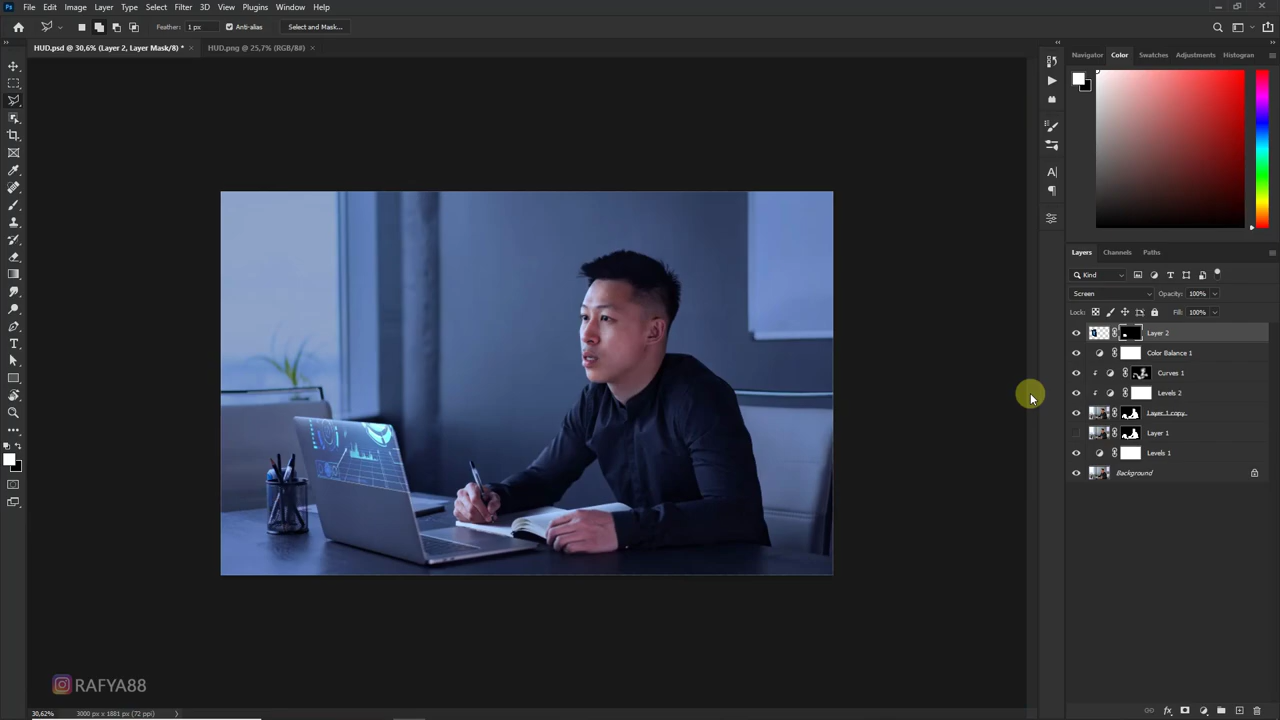 Ps File Edit Image Layer Type Select Filter 3D View Plugins Window Help
Feather: 1 px Anti-alias Select and Mask...
HUD.psd @ 30,6% (Layer 2, Layer Mask/8) * × HUD.png @ 25,7% (RGB/8#) ×
Navigator Color Swatches Adjustments Histogran
Layers Channels Paths
Kind
Screen Opacity: 100%
Lock: Fill: 100%
Layer 2
Color Balance 1
Curves 1
Levels 2
Layer 1 copy
Layer 1
Levels 1
Background
RAFYA88
30,62% 3000 px x 1881 px (72 ppi)